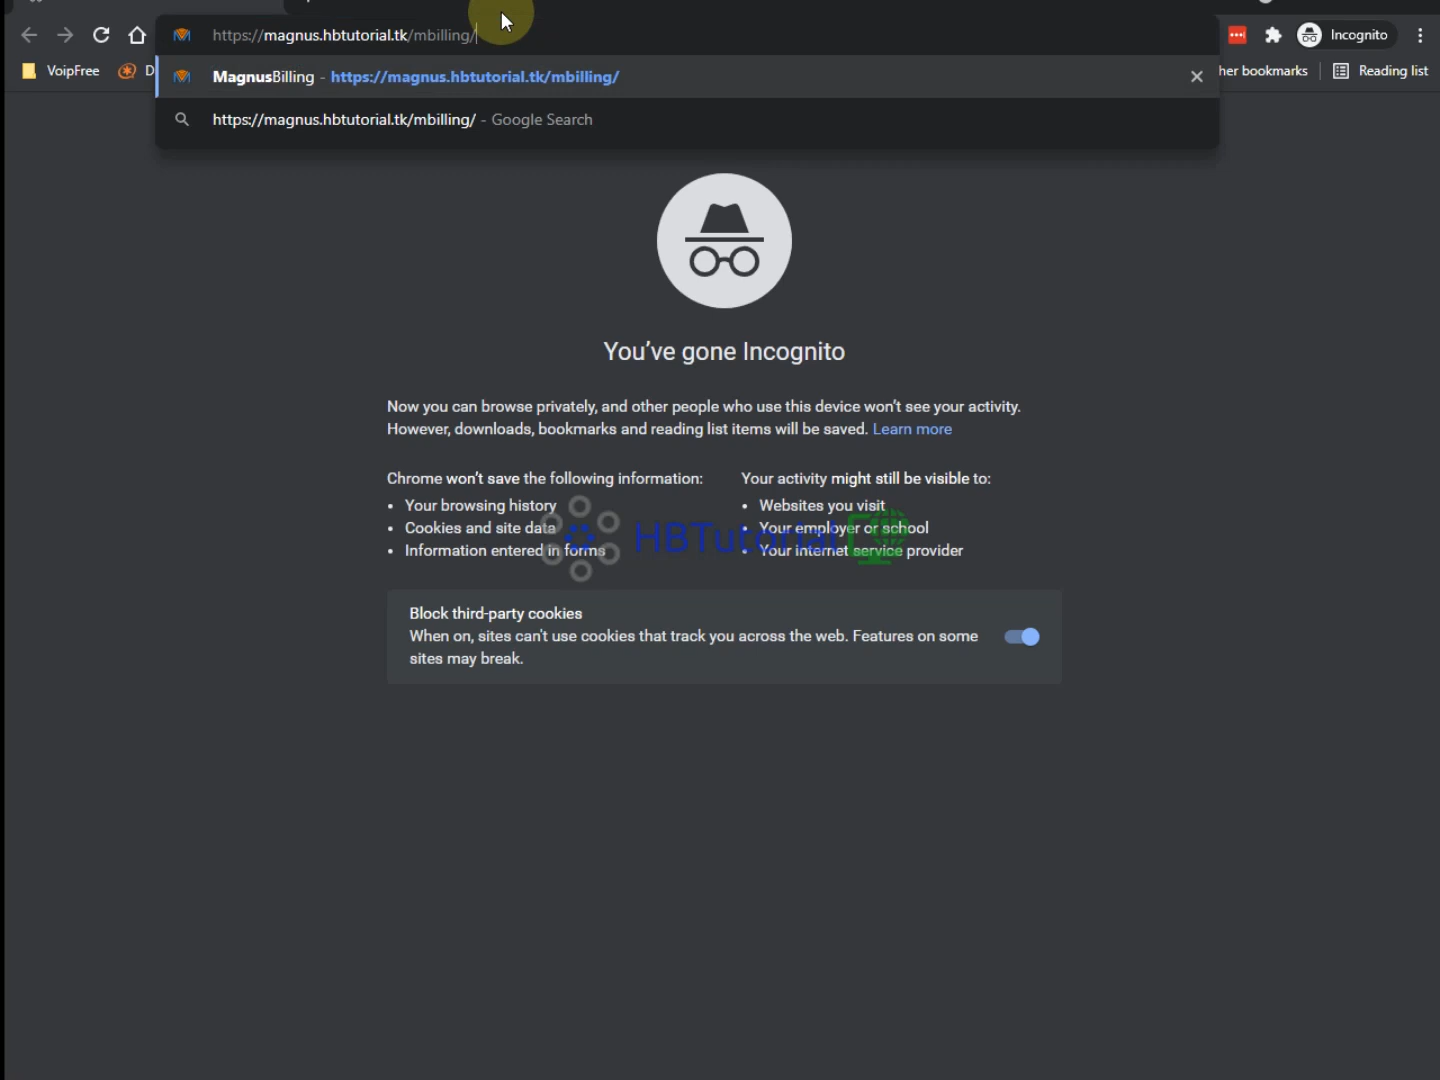 https://magnus.hbtutorial.tk/mbilling/
Incognito
VoipFree
D
her bookmarks
Reading list
MagnusBilling - https://magnus.hbtutorial.tk/mbilling/
https://magnus.hbtutorial.tk/mbilling/ - Google Search
You've gone Incognito
Now you can browse privately, and other people who use this device won't see your activity.
However, downloads, bookmarks and reading list items will be saved. Learn more
Chrome won't save the following information:
• Your browsing history
• Cookies and site data
• Information entered in forms
Your activity might still be visible to:
• Websites you visit
• Your employer or school
• Your internet service provider
HBTutorial
Block third-party cookies
When on, sites can't use cookies that track you across the web. Features on some
sites may break.